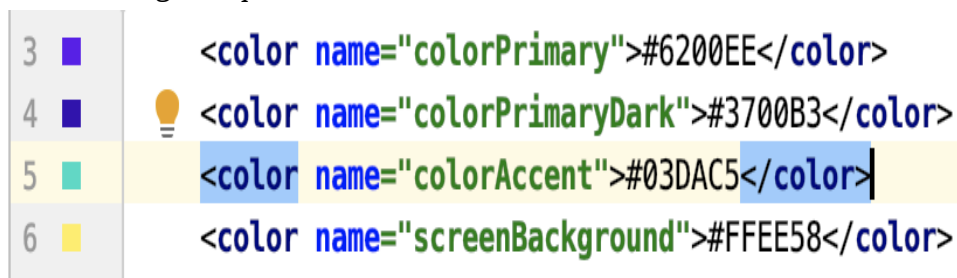 3 <color name="colorPrimary">#6200EE</color>
4 <color name="colorPrimaryDark">#3700B3</color>
5 <color name="colorAccent">#03DAC5</color>
6 <color name="screenBackground">#FFEE58</color>